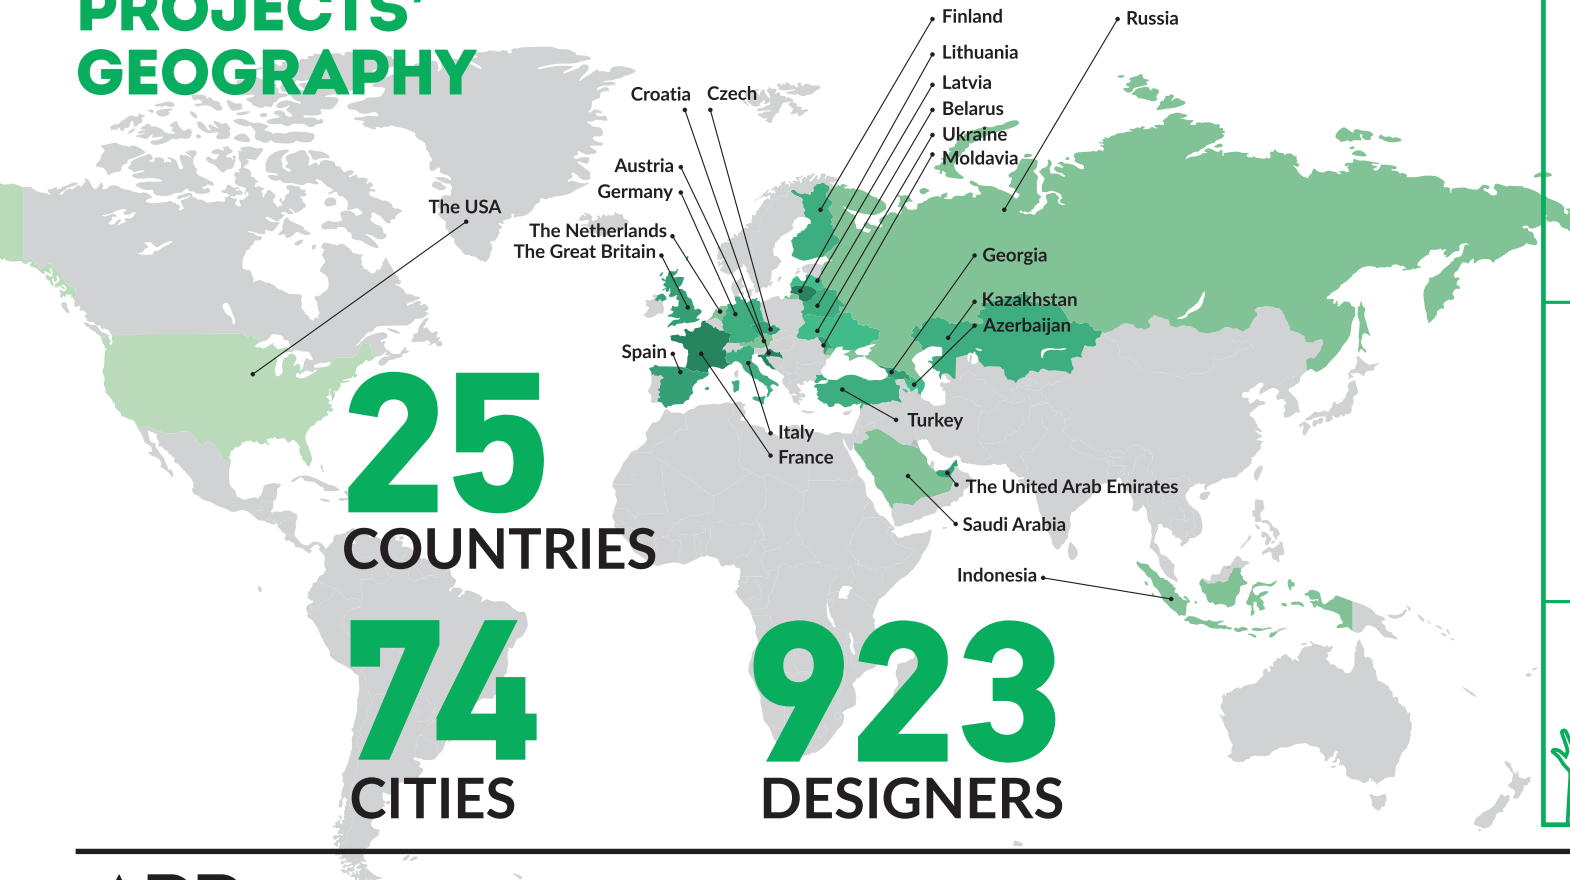 PROJECTS'
GEOGRAPHY
Finland
Russia
Lithuania
Latvia
Croatia
Czech
Belarus
Ukraine
Moldavia
Austria
Germany
The USA
The Netherlands
The Great Britain
Georgia
Kazakhstan
Azerbaijan
Spain
Turkey
Italy
France
The United Arab Emirates
Saudi Arabia
Indonesia
25
COUNTRIES
74
CITIES
923
DESIGNERS